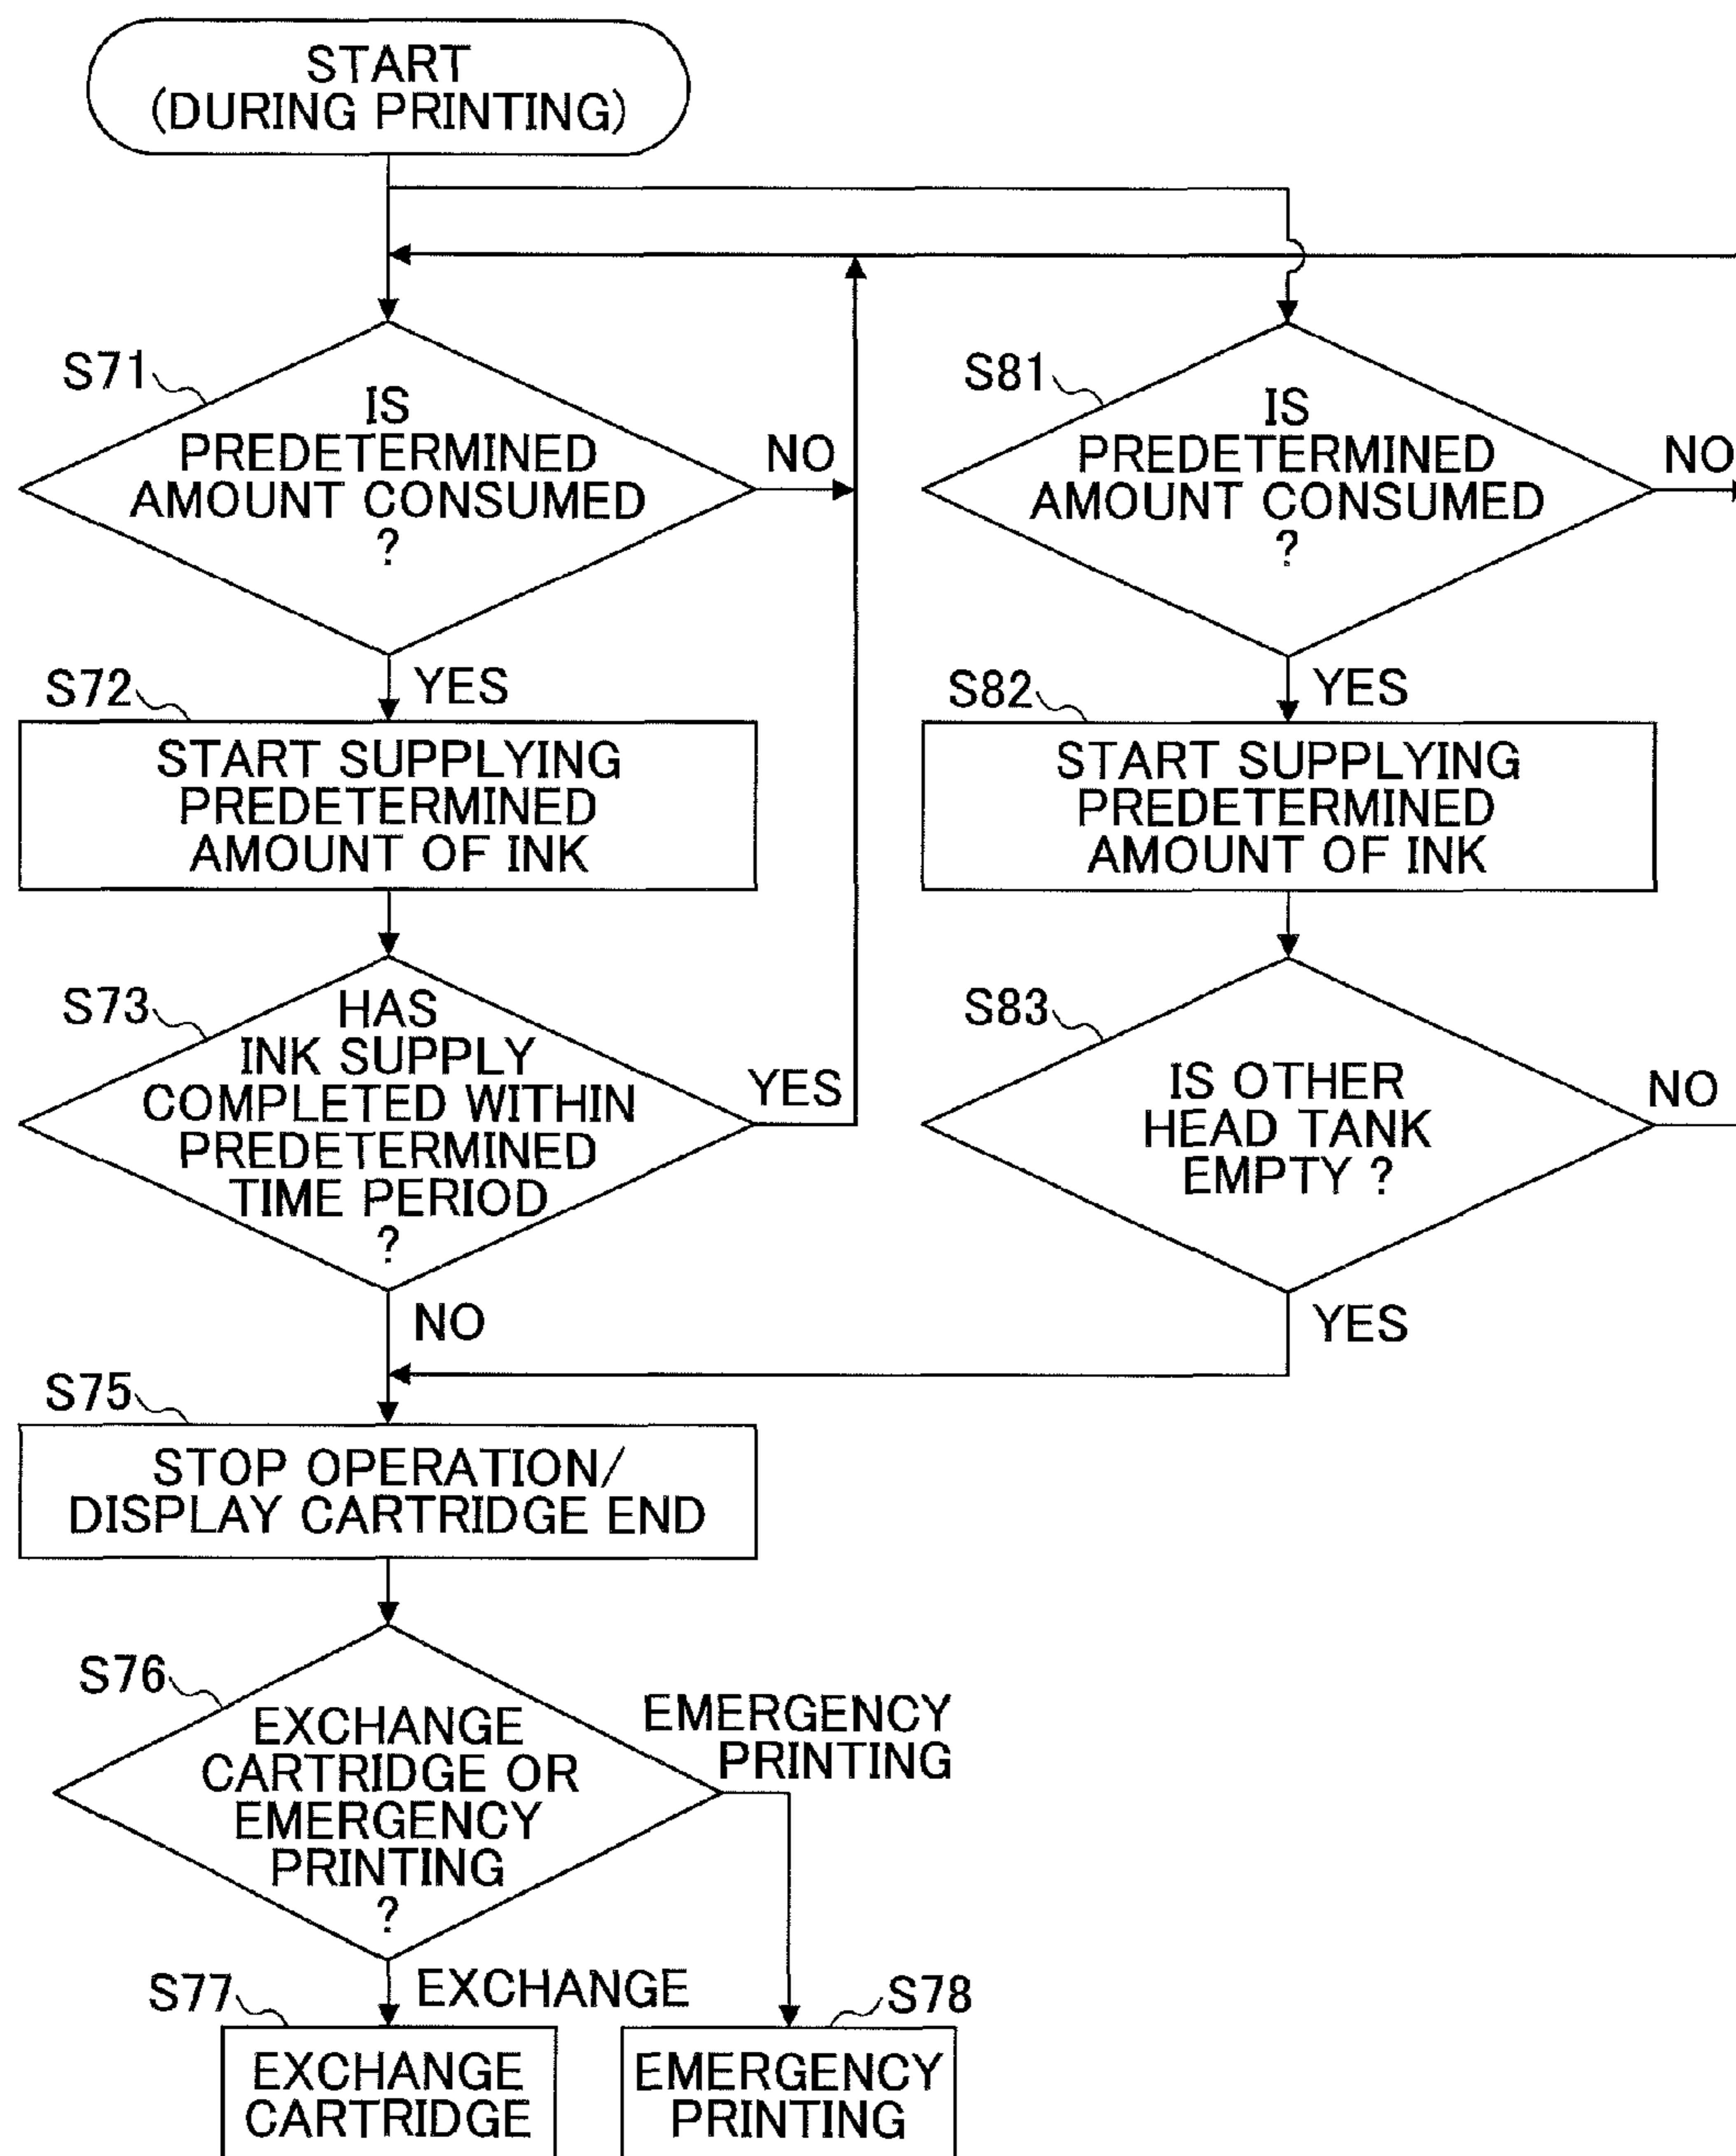 START
(DURING PRINTING)
S71
IS
PREDETERMINED
AMOUNT CONSUMED
?
NO
YES
S72
START SUPPLYING
PREDETERMINED
AMOUNT OF INK
S73
HAS
INK SUPPLY
COMPLETED WITHIN
PREDETERMINED
TIME PERIOD
?
YES
NO
S81
IS
PREDETERMINED
AMOUNT CONSUMED
?
NO
YES
S82
START SUPPLYING
PREDETERMINED
AMOUNT OF INK
S83
IS OTHER
HEAD TANK
EMPTY ?
NO
YES
S75
STOP OPERATION/
DISPLAY CARTRIDGE END
S76
EXCHANGE
CARTRIDGE OR
EMERGENCY
PRINTING
?
EMERGENCY
PRINTING
EXCHANGE
S77
EXCHANGE
CARTRIDGE
S78
EMERGENCY
PRINTING